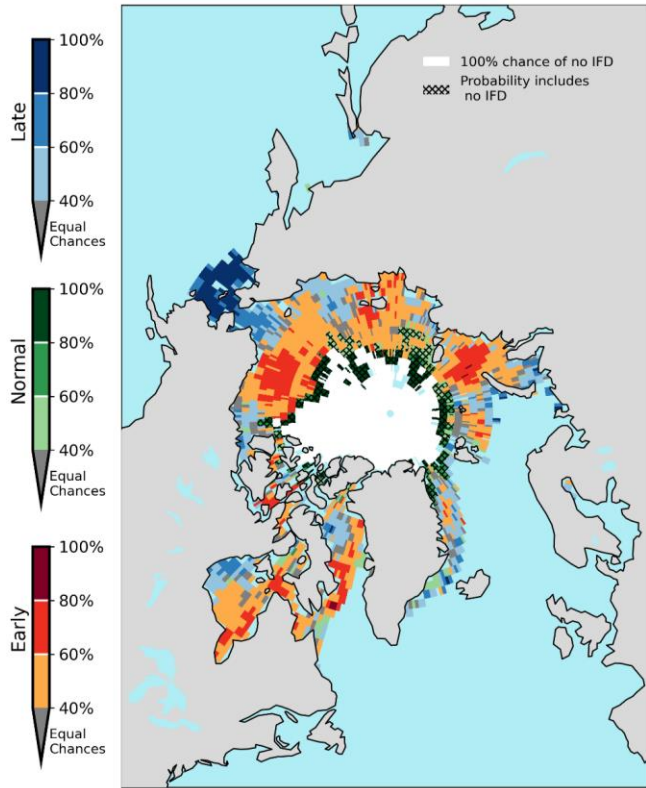 100%
80%
60%
40%
Late
Equal
Chances
100%
80%
60%
40%
Normal
Equal
Chances
100%
80%
60%
40%
Early
Equal
Chances
100% chance of no IFD
Probability includes
no IFD